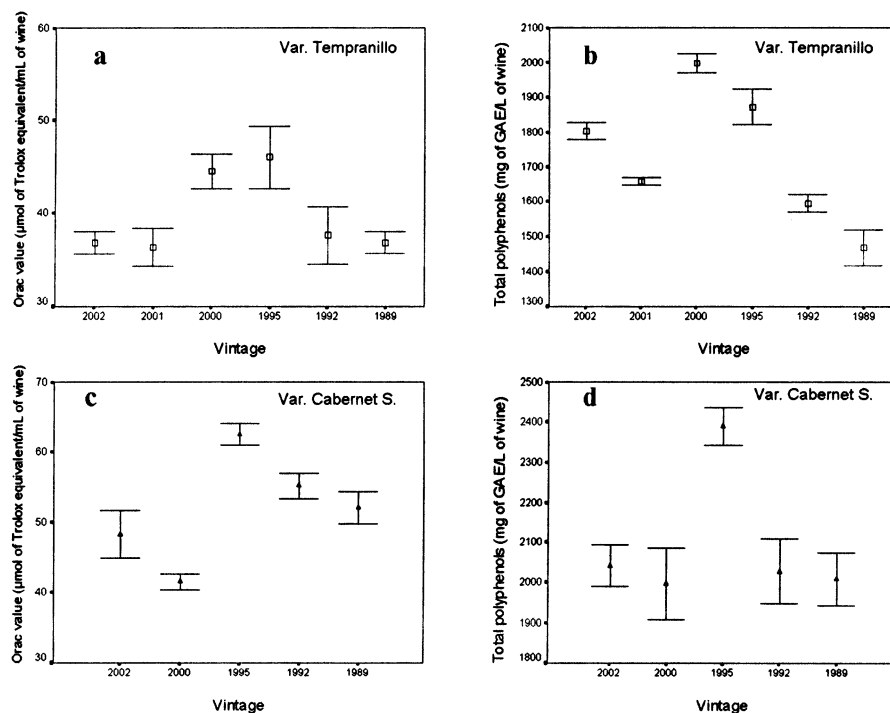 a
Var. Tempranillo
Orac value (µmol of Trolox equivalent/mL of wine)
60
50
40
30
2002 2001 2000 1995 1992 1989
Vintage
b
Var. Tempranillo
Total polyphenols (mg of GAE/L of wine)
2100
2000
1900
1800
1700
1600
1500
1400
1300
2002 2001 2000 1995 1992 1989
Vintage
c
Var. Cabernet S.
Orac value (µmol of Trolox equivalent/mL of wine)
70
60
50
40
30
2002 2000 1995 1992 1989
Vintage
d
Var. Cabernet S.
Total polyphenols (mg of GAE/L of wine)
2500
2400
2300
2200
2100
2000
1900
1800
2002 2000 1995 1992 1989
Vintage